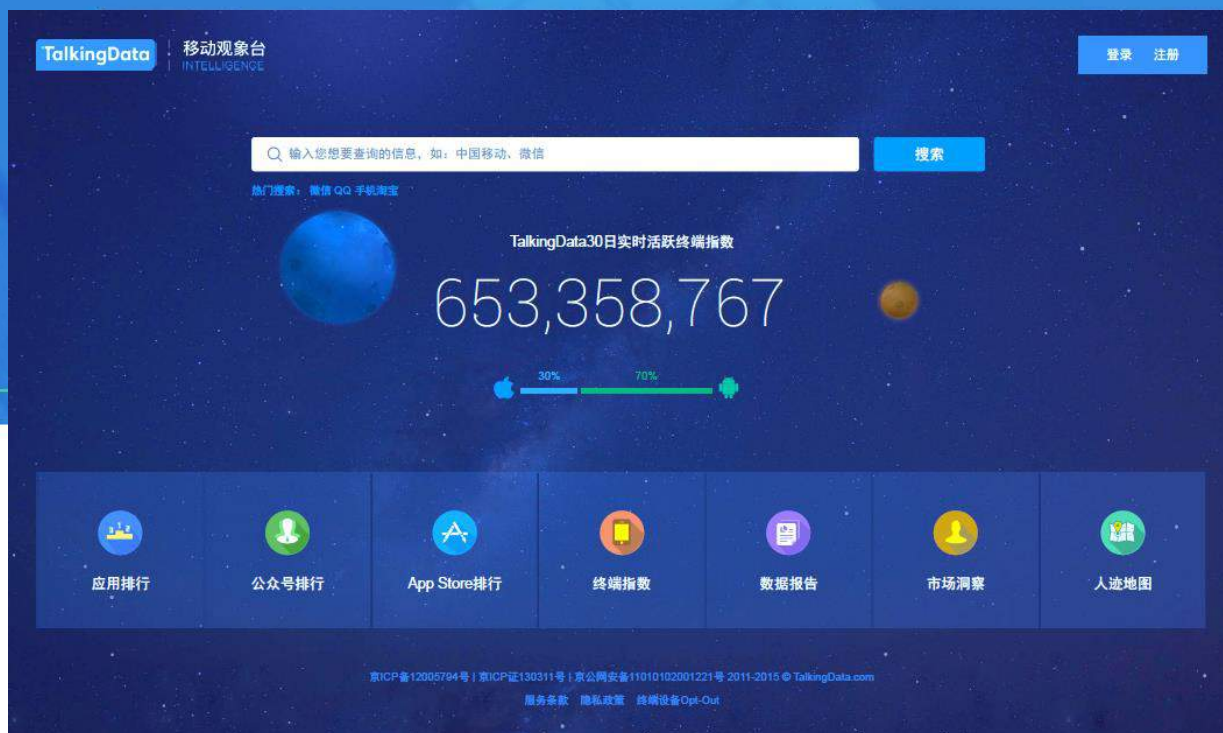 TalkingData 移动观象台
INTELLIGENCE
登录 注册
输入您想要查询的信息，如：中国移动、微信
搜索
热门搜索： 微信 QQ 手机淘宝
TalkingData30日实时活跃终端指数
653,358,767
30% 70%
应用排行 公众号排行 App Store排行 终端指数 数据报告 市场洞察 人迹地图
京ICP备12005794号 | 京ICP证130311号 | 京公网安备11010102001221号 2011-2015 © TalkingData.com
服务条款 隐私政策 终端设备Opt-Out